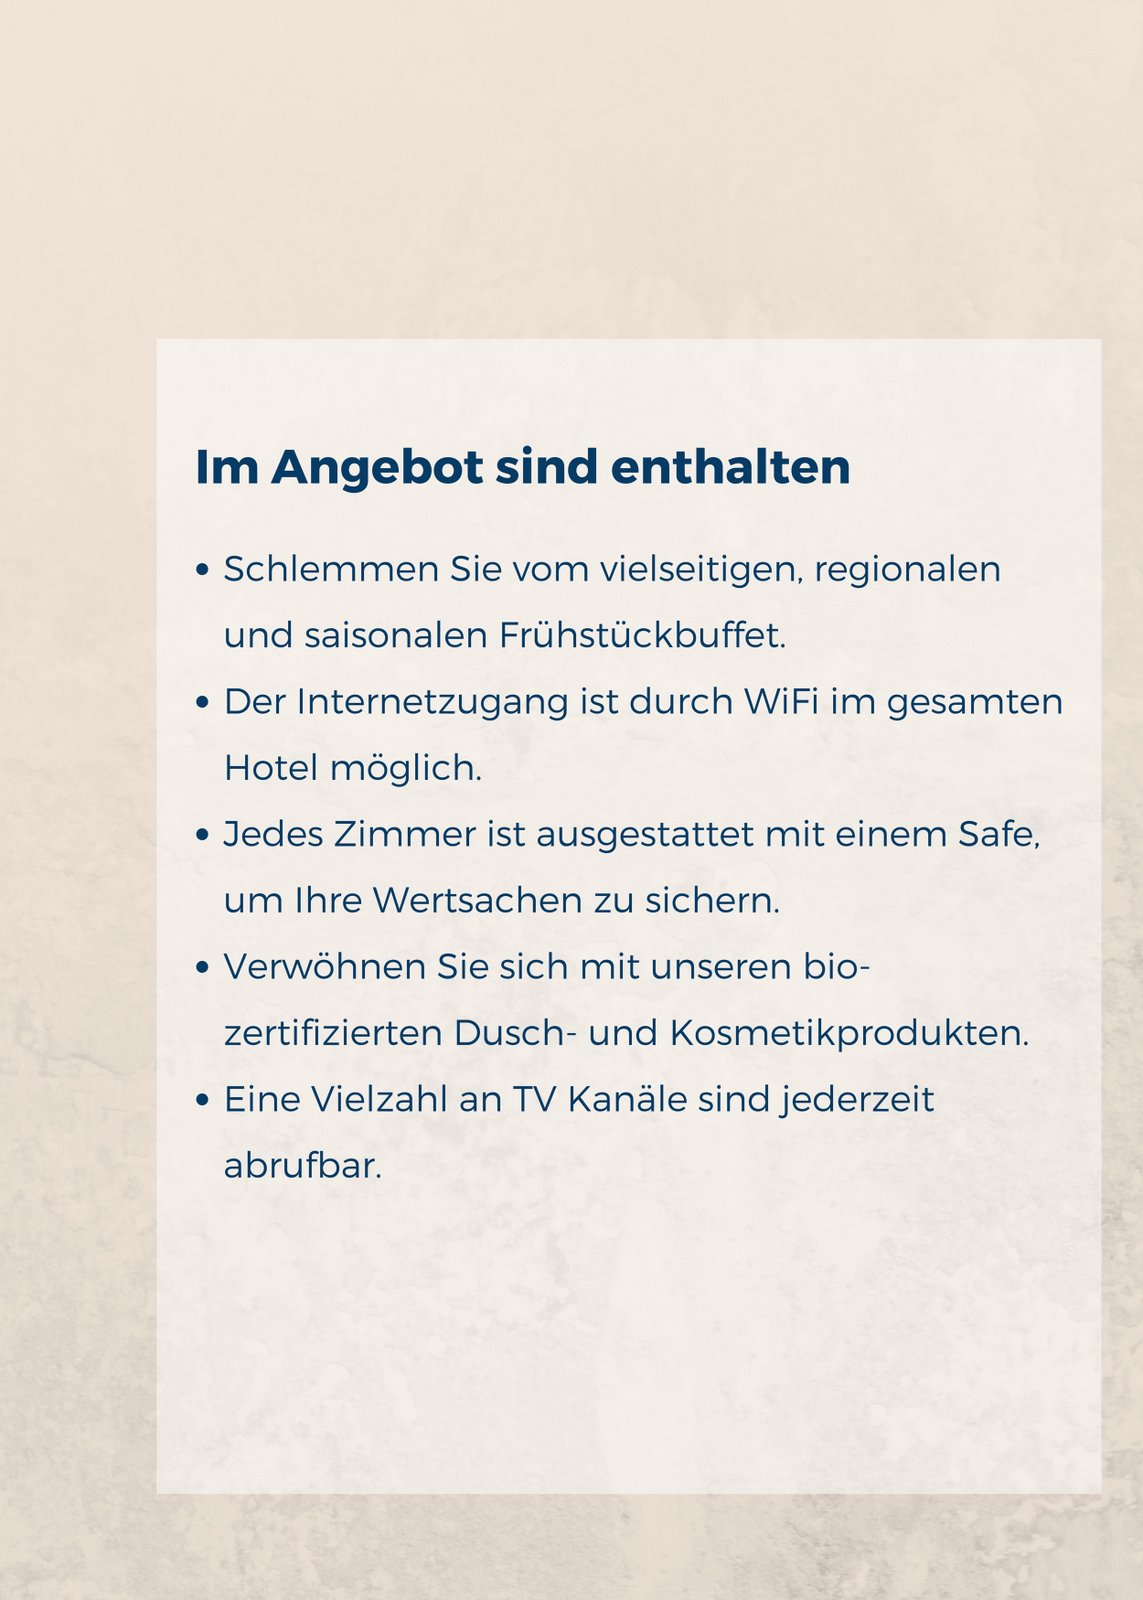 Im Angebot sind enthalten
• Schlemmen Sie vom vielseitigen, regionalen
und saisonalen Frühstückbuffet.
• Der Internetzugang ist durch WiFi im gesamten
Hotel möglich.
• Jedes Zimmer ist ausgestattet mit einem Safe,
um Ihre Wertsachen zu sichern.
• Verwöhnen Sie sich mit unseren bio-
zertifizierten Dusch- und Kosmetikprodukten.
• Eine Vielzahl an TV Kanäle sind jederzeit
abrufbar.